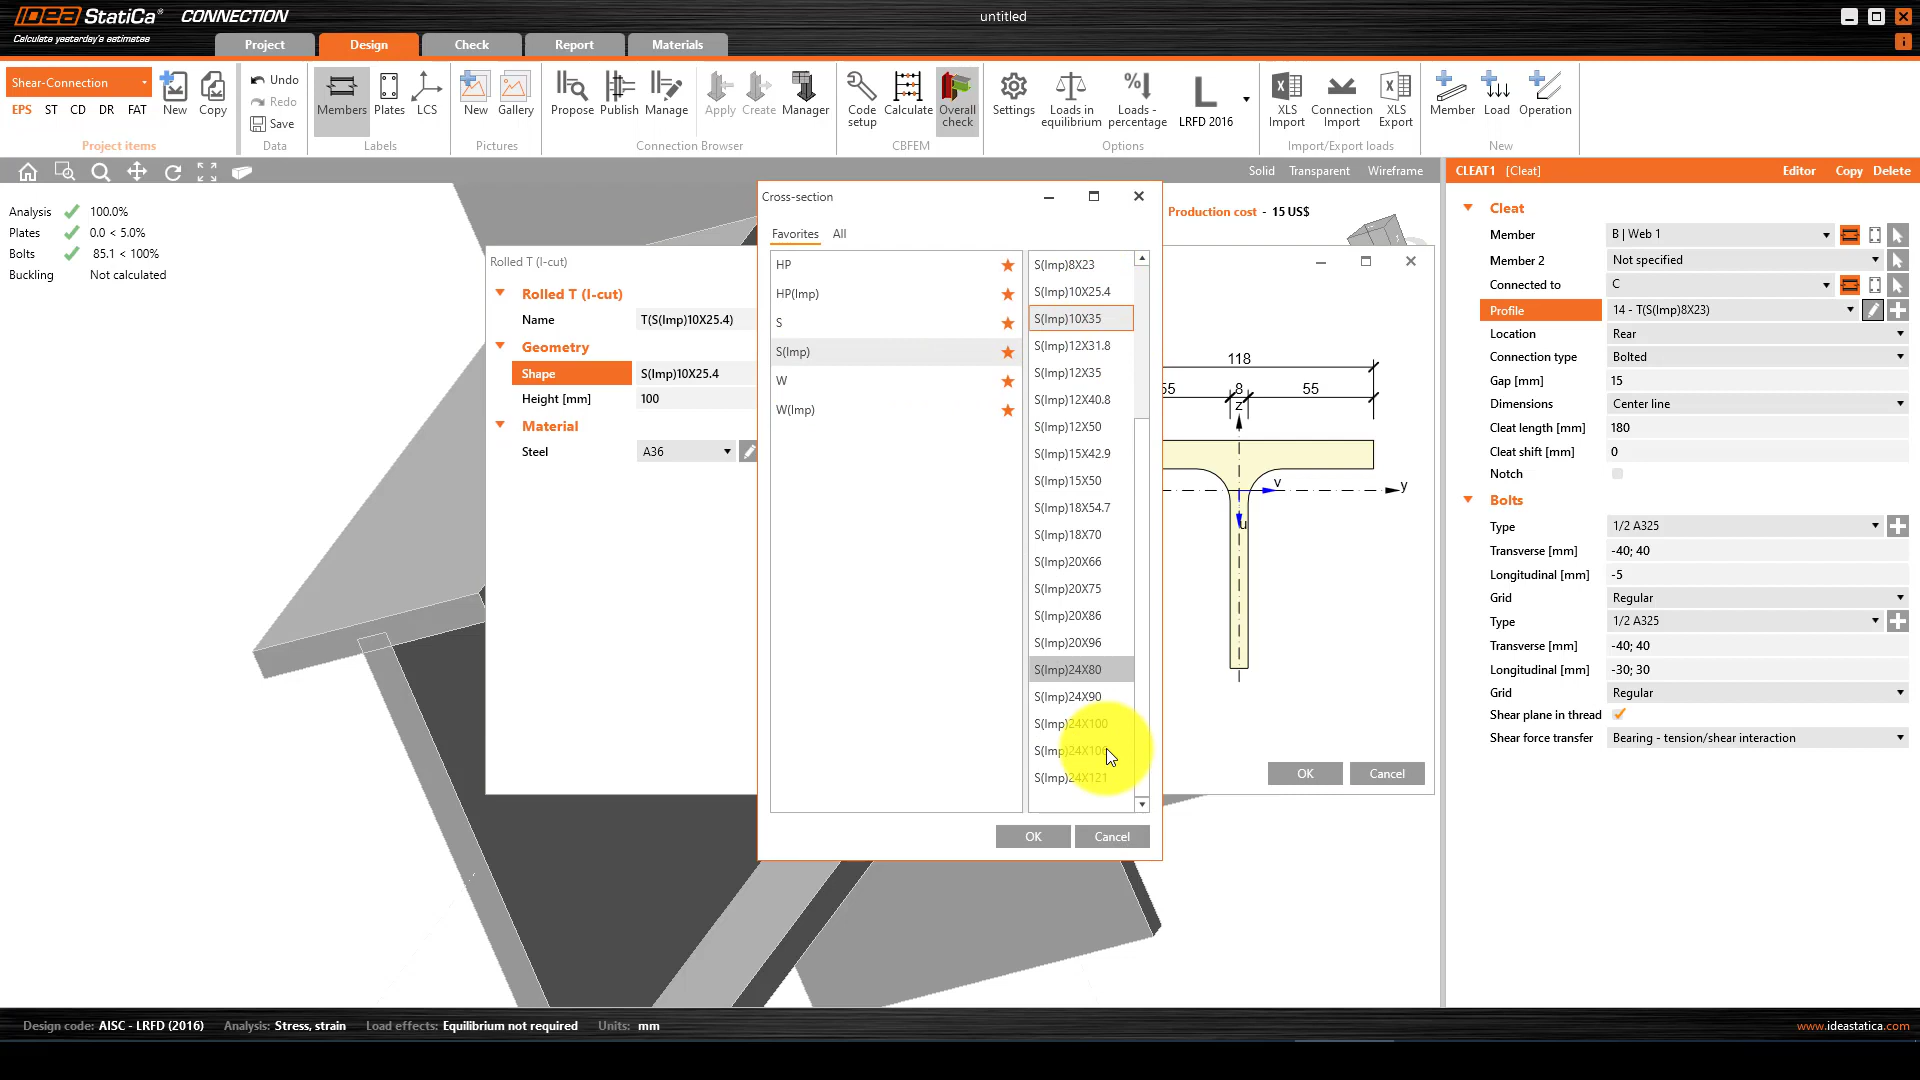 IDEA StatiCa® CONNECTION
Calculate yesterday's estimates
untitled
i
Project
Design
Check
Report
Materials
Shear-Connection
EPS ST CD DR FAT
New
Copy
Project items
Undo
Redo
Save
Data
Members
Plates
LCS
Labels
New
Gallery
Pictures
Propose
Publish
Manage
Apply
Create
Manager
Connection Browser
Code setup
Calculate
Overall check
CBFEM
Settings
Loads in equilibrium
Loads - percentage
LRFD 2016
Options
XLS Import
Connection Import
XLS Export
Import/Export loads
Member
Load
Operation
New
Solid
Transparent
Wireframe
Analysis 100.0%
Plates 0.0 < 5.0%
Bolts 85.1 < 100%
Buckling Not calculated
Production cost - 15 US$
Rolled T (I-cut)
Rolled T (I-cut)
Name T(S(Imp)10X25.4)
Geometry
Shape S(Imp)10X25.4
Height [mm] 100
Material
Steel A36
Cross-section
Favorites All
HP
HP(Imp)
S
S(Imp)
W
W(Imp)
S(Imp)8X23
S(Imp)10X25.4
S(Imp)10X35
S(Imp)12X31.8
S(Imp)12X35
S(Imp)12X40.8
S(Imp)12X50
S(Imp)15X42.9
S(Imp)15X50
S(Imp)18X54.7
S(Imp)18X70
S(Imp)20X66
S(Imp)20X75
S(Imp)20X86
S(Imp)20X96
S(Imp)24X80
S(Imp)24X90
S(Imp)24X100
S(Imp)24X106
S(Imp)24X121
OK Cancel
118
55 8 55
z
v
y
u
OK Cancel
CLEAT1 [Cleat]
Editor Copy Delete
Cleat
Member B | Web 1
Member 2 Not specified
Connected to C
Profile 14 - T(S(Imp)8X23)
Location Rear
Connection type Bolted
Gap [mm] 15
Dimensions Center line
Cleat length [mm] 180
Cleat shift [mm] 0
Notch
Bolts
Type 1/2 A325
Transverse [mm] -40; 40
Longitudinal [mm] -5
Grid Regular
Type 1/2 A325
Transverse [mm] -40; 40
Longitudinal [mm] -30; 30
Grid Regular
Shear plane in thread
Shear force transfer Bearing - tension/shear interaction
Design code: AISC - LRFD (2016) Analysis: Stress, strain Load effects: Equilibrium not required Units: mm
www.ideastatica.com